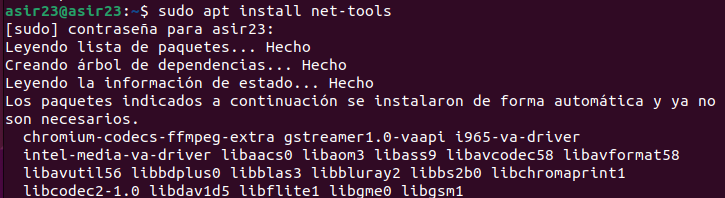 asir23@asir23:~$ sudo apt install net-tools
[sudo] contraseña para asir23:
Leyendo lista de paquetes... Hecho
Creando árbol de dependencias... Hecho
Leyendo la información de estado... Hecho
Los paquetes indicados a continuación se instalaron de forma automática y ya no
son necesarios.
  chromium-codecs-ffmpeg-extra gstreamer1.0-vaapi i965-va-driver
  intel-media-va-driver libaacs0 libaom3 libass9 libavcodec58 libavformat58
  libavutil56 libbdplus0 libblas3 libbluray2 libbs2b0 libchromaprint1
  libcodec2-1.0 libdav1d5 libflite1 libgme0 libgsm1